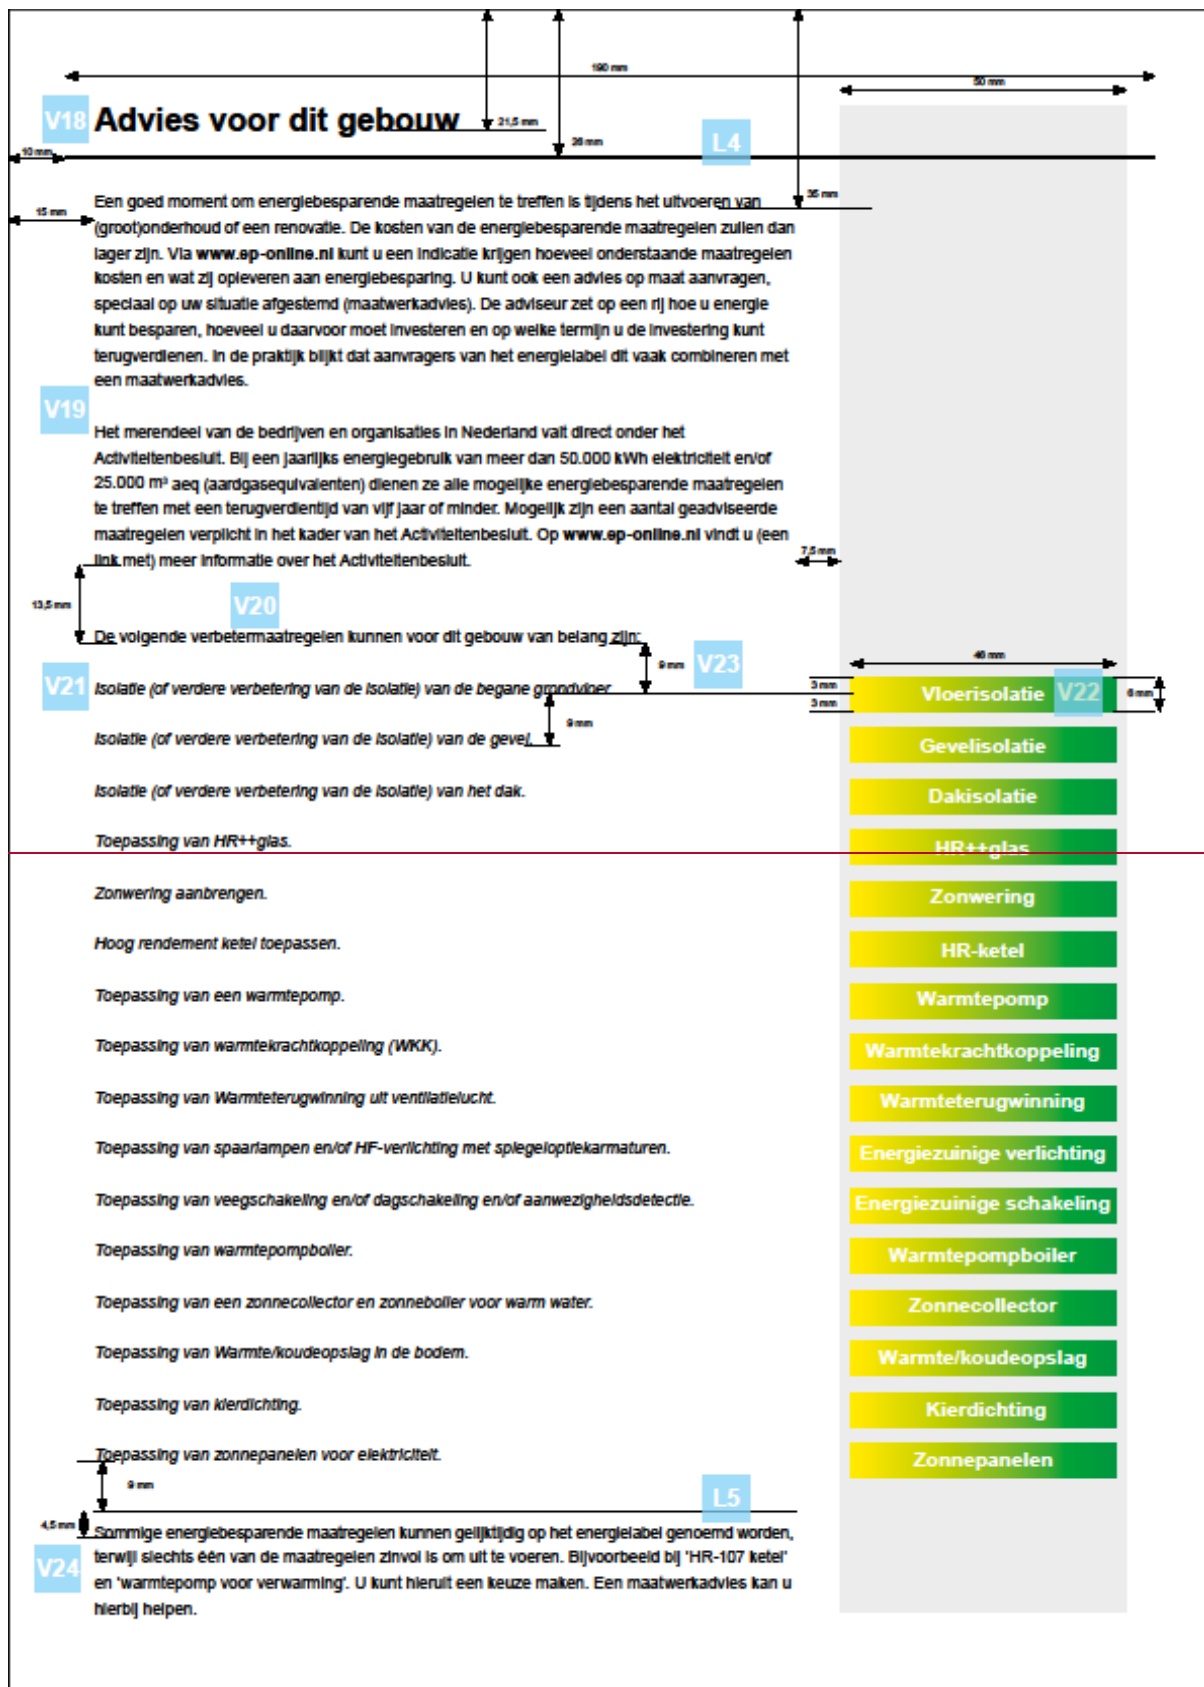 190 mm
50 mm
V18 Advies voor dit gebouw
21,5 mm
26 mm
L4
10 mm
35 mm
15 mm
Een goed moment om energiebesparende maatregelen te treffen is tijdens het uitvoeren van
(groot)onderhoud of een renovatie. De kosten van de energiebesparende maatregelen zullen dan
lager zijn. Via www.ep-online.nl kunt u een indicatie krijgen hoeveel onderstaande maatregelen
kosten en wat zij opleveren aan energiebesparing. U kunt ook een advies op maat aanvragen,
speciaal op uw situatie afgestemd (maatwerkadvies). De adviseur zet op een rij hoe u energie
kunt besparen, hoeveel u daarvoor moet investeren en op welke termijn u de investering kunt
terugverdienen. In de praktijk blijkt dat aanvragers van het energielabel dit vaak combineren met
een maatwerkadvies.
V19
Het merendeel van de bedrijven en organisaties in Nederland valt direct onder het
Activiteitenbesluit. Bij een jaarlijks energiegebruik van meer dan 50.000 kWh elektriciteit en/of
25.000 m³ aeq (aardgasequivalenten) dienen ze alle mogelijke energiebesparende maatregelen
te treffen met een terugverdientijd van vijf jaar of minder. Mogelijk zijn een aantal geadviseerde
maatregelen verplicht in het kader van het Activiteitenbesluit. Op www.ep-online.nl vindt u (een
link met) meer informatie over het Activiteitenbesluit.
7,5 mm
13,5 mm
V20
De volgende verbetermaatregelen kunnen voor dit gebouw van belang zijn:
9 mm
V23
46 mm
V21
Isolatie (of verdere verbetering van de isolatie) van de begane grondvloer.
3 mm
3 mm
Vloerisolatie
V22
6 mm
9 mm
Isolatie (of verdere verbetering van de isolatie) van de gevel.
Gevelisolatie
Isolatie (of verdere verbetering van de isolatie) van het dak.
Dakisolatie
Toepassing van HR++glas.
HR++glas
Zonwering aanbrengen.
Zonwering
Hoog rendement ketel toepassen.
HR-ketel
Toepassing van een warmtepomp.
Warmtepomp
Toepassing van warmtekrachtkoppeling (WKK).
Warmtekrachtkoppeling
Toepassing van Warmteterugwinning uit ventilatielucht.
Warmteterugwinning
Toepassing van spaarlampen en/of HF-verlichting met spiegeloptiekarmaturen.
Energiezuinige verlichting
Toepassing van veegschakeling en/of dagschakeling en/of aanwezigheidsdetectie.
Energiezuinige schakeling
Toepassing van warmtepompboiler.
Warmtepompboiler
Toepassing van een zonnecollector en zonneboiler voor warm water.
Zonnecollector
Toepassing van Warmte/koudeopslag in de bodem.
Warmte/koudeopslag
Toepassing van kierdichting.
Kierdichting
Toepassing van zonnepanelen voor elektriciteit.
Zonnepanelen
9 mm
L5
4,5 mm
Sommige energiebesparende maatregelen kunnen gelijktijdig op het energielabel genoemd worden,
V24
terwijl slechts één van de maatregelen zinvol is om uit te voeren. Bijvoorbeeld bij 'HR-107 ketel'
en 'warmtepomp voor verwarming'. U kunt hieruit een keuze maken. Een maatwerkadvies kan u
hierbij helpen.